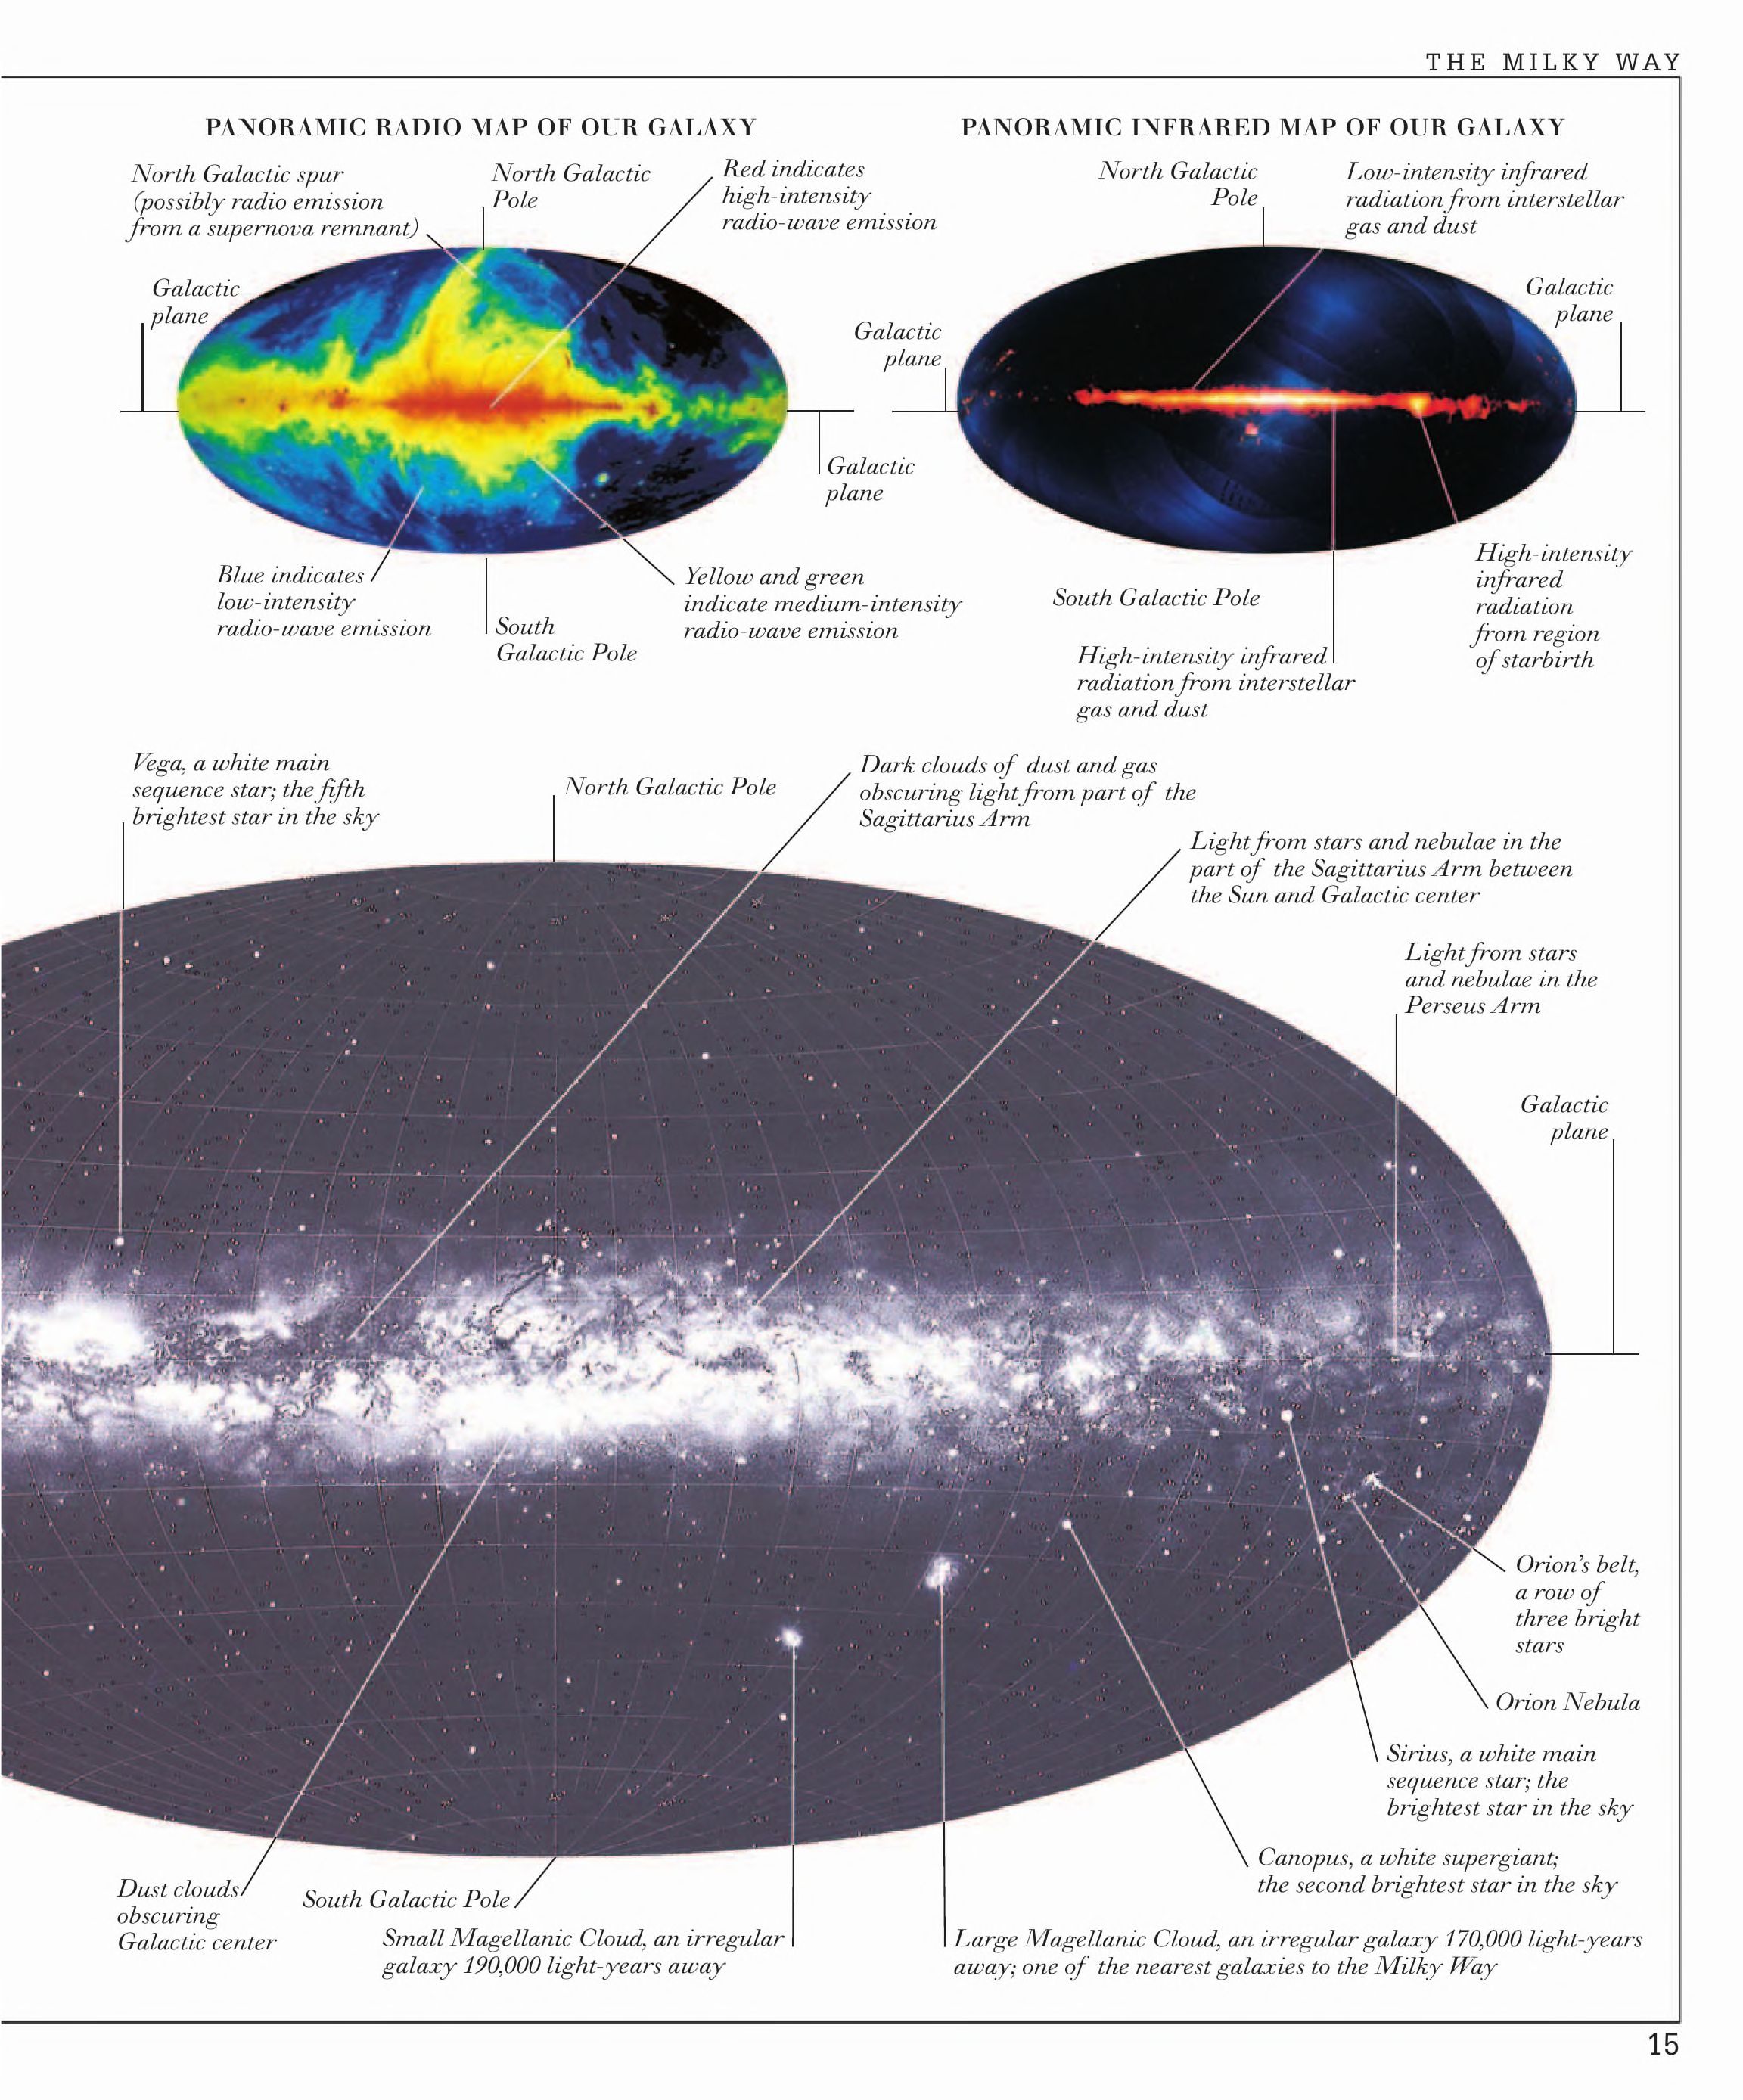 THE MILKY WAY
PANORAMIC RADIO MAP OF OUR GALAXY
North Galactic spur
(possibly radio emission
from a supernova remnant)
North Galactic
Pole
Red indicates
high-intensity
radio-wave emission
Galactic
plane
Galactic
plane
Blue indicates
low-intensity
radio-wave emission
South
Galactic Pole
Yellow and green
indicate medium-intensity
radio-wave emission
PANORAMIC INFRARED MAP OF OUR GALAXY
North Galactic
Pole
Low-intensity infrared
radiation from interstellar
gas and dust
Galactic
plane
Galactic
plane
South Galactic Pole
High-intensity infrared
radiation from interstellar
gas and dust
High-intensity
infrared
radiation
from region
of starbirth
Vega, a white main
sequence star; the fifth
brightest star in the sky
North Galactic Pole
Dark clouds of dust and gas
obscuring light from part of the
Sagittarius Arm
Light from stars and nebulae in the
part of the Sagittarius Arm between
the Sun and Galactic center
Light from stars
and nebulae in the
Perseus Arm
Galactic
plane
Orion's belt,
a row of
three bright
stars
Orion Nebula
Sirius, a white main
sequence star; the
brightest star in the sky
Canopus, a white supergiant;
the second brightest star in the sky
Dust clouds
obscuring
Galactic center
South Galactic Pole
Small Magellanic Cloud, an irregular
galaxy 190,000 light-years away
Large Magellanic Cloud, an irregular galaxy 170,000 light-years
away; one of the nearest galaxies to the Milky Way
15